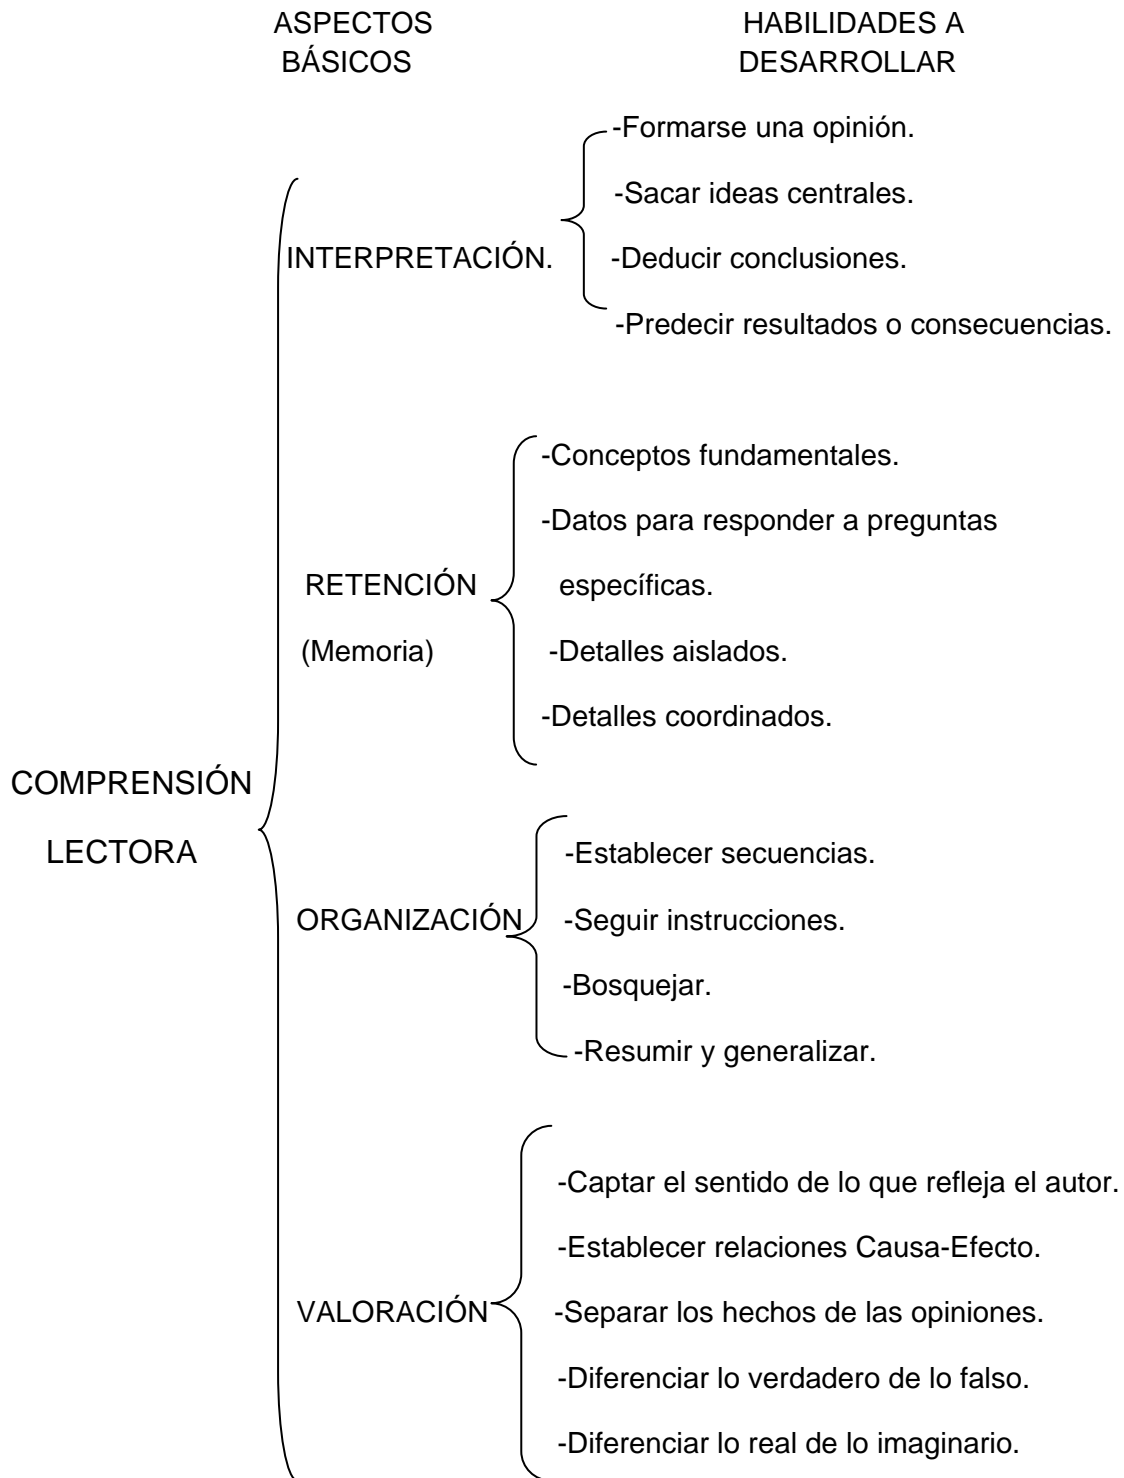 ASPECTOS
BÁSICOS
HABILIDADES A
DESARROLLAR
COMPRENSIÓN
LECTORA
INTERPRETACIÓN.
-Formarse una opinión.
-Sacar ideas centrales.
-Deducir conclusiones.
-Predecir resultados o consecuencias.
RETENCIÓN
(Memoria)
-Conceptos fundamentales.
-Datos para responder a preguntas
específicas.
-Detalles aislados.
-Detalles coordinados.
ORGANIZACIÓN
-Establecer secuencias.
-Seguir instrucciones.
-Bosquejar.
-Resumir y generalizar.
VALORACIÓN
-Captar el sentido de lo que refleja el autor.
-Establecer relaciones Causa-Efecto.
-Separar los hechos de las opiniones.
-Diferenciar lo verdadero de lo falso.
-Diferenciar lo real de lo imaginario.